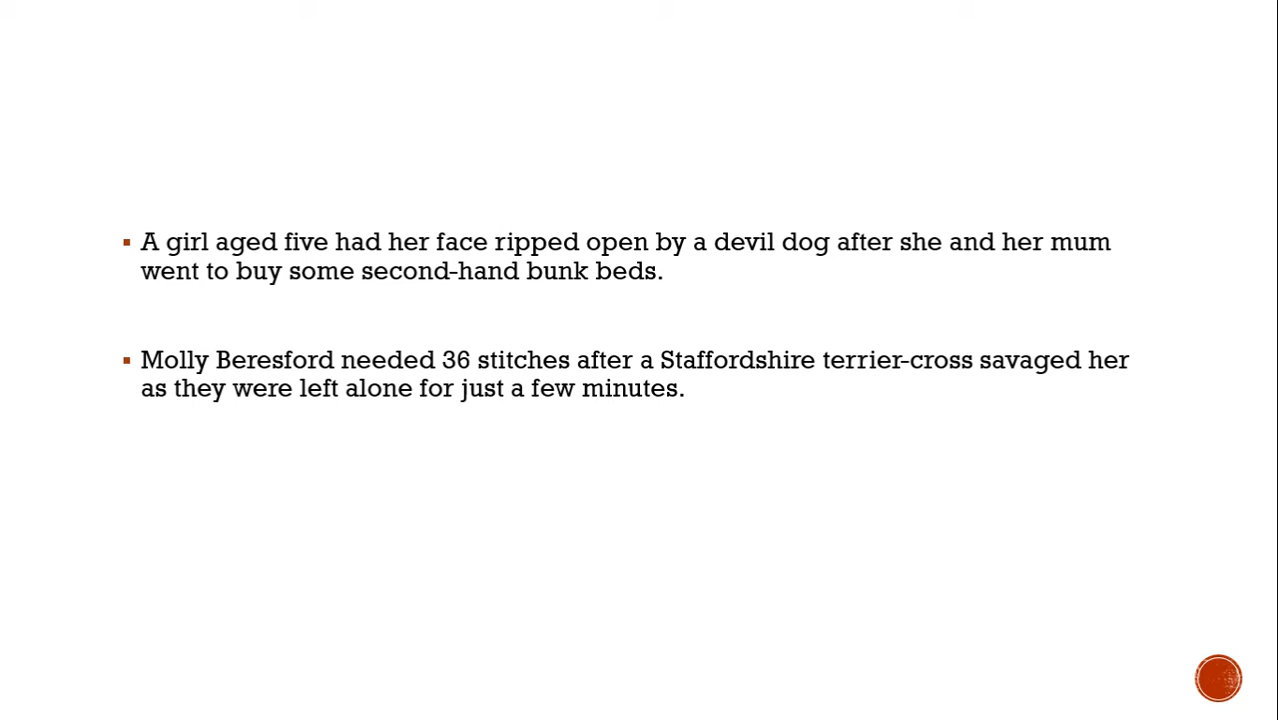 A girl aged five had her face ripped open by a devil dog after she and her mum
went to buy some second-hand bunk beds.
Molly Beresford needed 36 stitches after a Staffordshire terrier-cross savaged her
as they were left alone for just a few minutes.